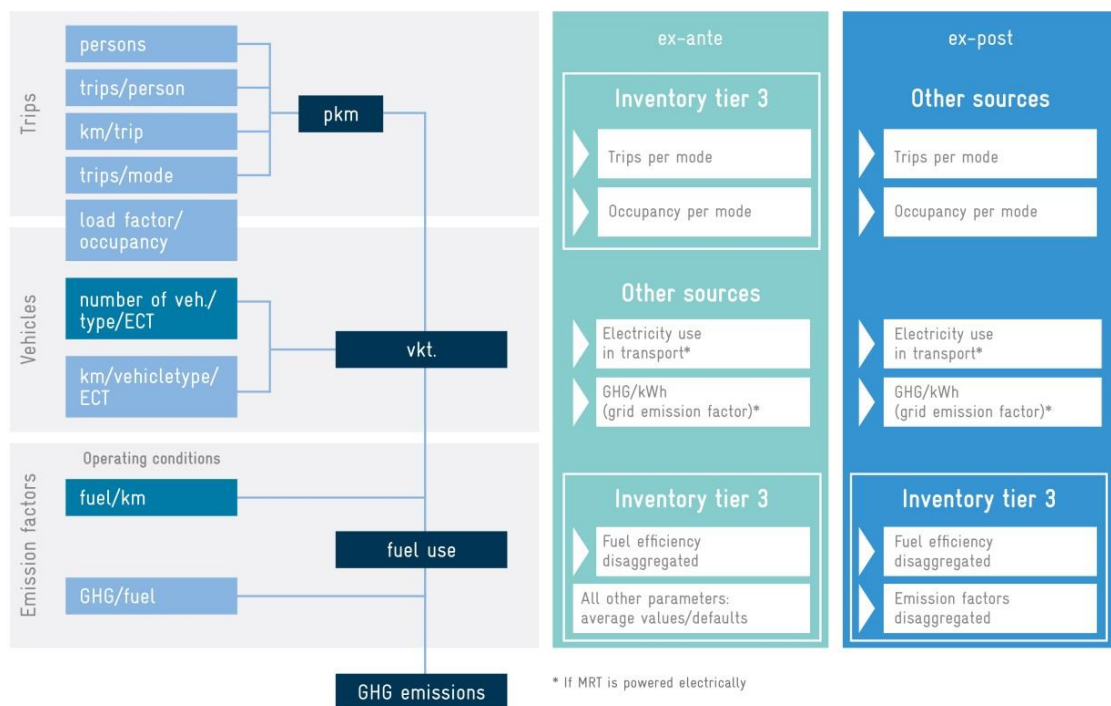 Trips
persons
trips/person
km/trip
trips/mode
load factor/
occupancy
pkm
Vehicles
number of veh./
type/ECT
km/vehicletype/
ECT
vkt.
Emission factors
Operating conditions
fuel/km
fuel use
GHG/fuel
GHG emissions
ex-ante
Inventory tier 3
Trips per mode
Occupancy per mode
Other sources
Electricity use
in transport*
GHG/kWh
(grid emission factor)*
Inventory tier 3
Fuel efficiency
disaggregated
All other parameters:
average values/defaults
ex-post
Other sources
Trips per mode
Occupancy per mode
Electricity use
in transport*
GHG/kWh
(grid emission factor)*
Inventory tier 3
Fuel efficiency
disaggregated
Emission factors
disaggregated
* If MRT is powered electrically